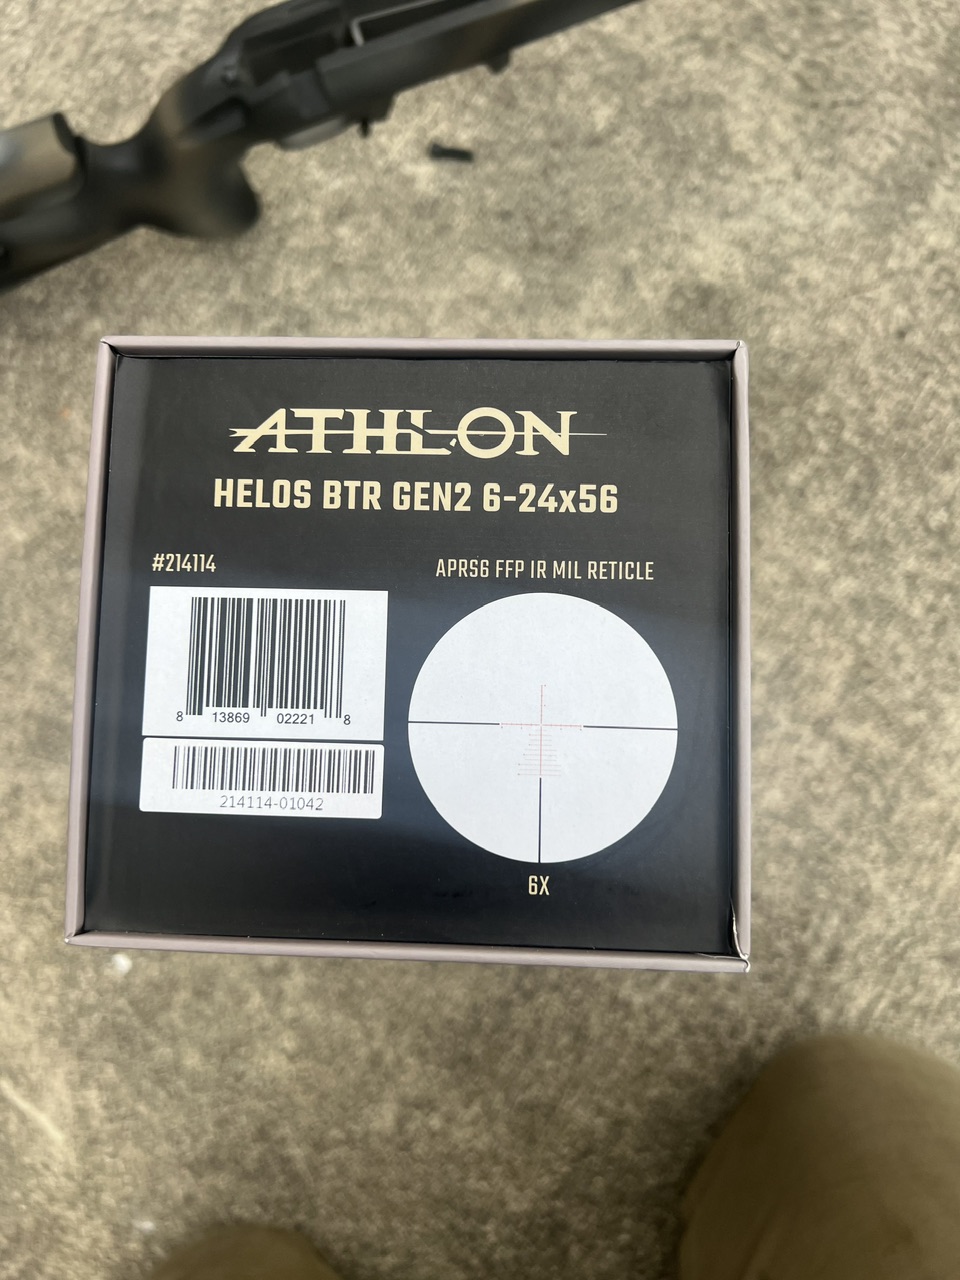 ATHLON
HELOS BTR GEN2 6-24x56
#214114
APRS6 FFP IR MIL RETICLE
8 13869 02221 8
214114-01042
6X